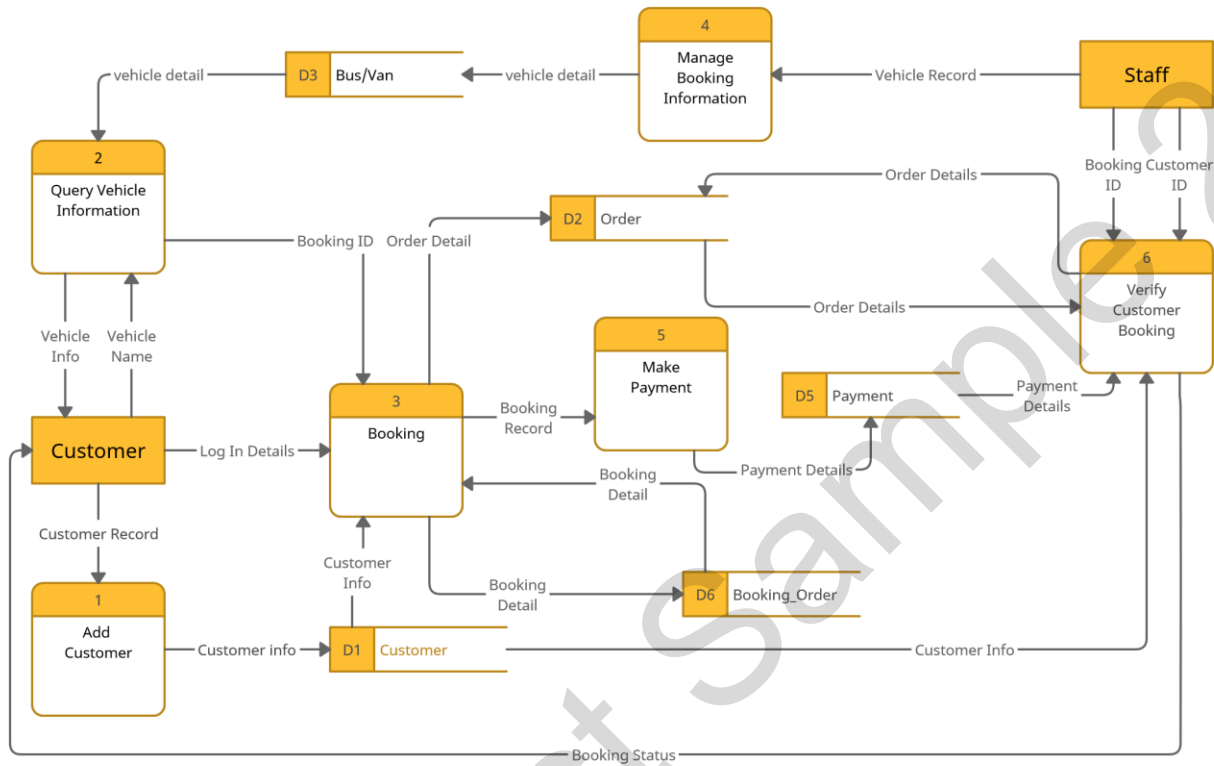 4
Manage
Booking
Information
Staff
vehicle detail
D3
Bus/Van
vehicle detail
Vehicle Record
2
Query Vehicle
Information
Booking
ID
Customer
ID
Order Details
D2
Order
Booking ID
Order Detail
6
Verify
Customer
Booking
Order Details
Vehicle
Info
Vehicle
Name
5
Make
Payment
3
Booking
Booking
Record
D5
Payment
Payment
Details
Customer
Log In Details
Payment Details
Booking
Detail
Customer Record
Customer
Info
Booking
Detail
D6
Booking_Order
1
Add
Customer
Customer info
D1
Customer
Customer Info
Booking Status
Sample